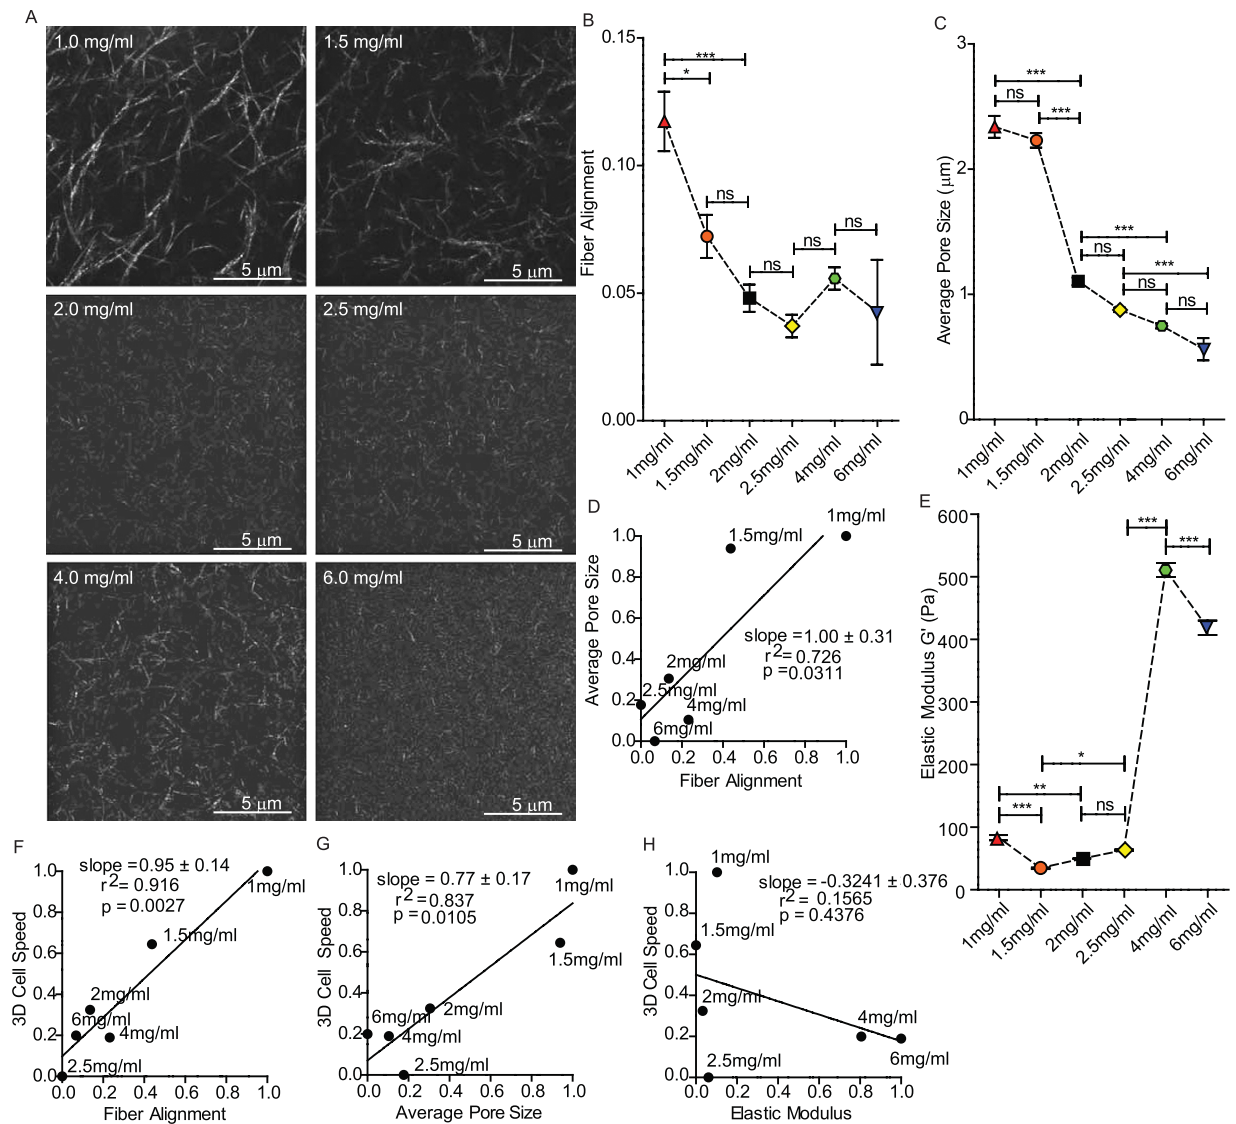 A
1.0 mg/ml
5 μm
1.5 mg/ml
5 μm
2.0 mg/ml
5 μm
2.5 mg/ml
5 μm
4.0 mg/ml
5 μm
6.0 mg/ml
5 μm
B
Fiber Alignment
0.15
0.10
0.05
0.00
***
*
ns
ns
ns
ns
1mg/ml
1.5mg/ml
2mg/ml
2.5mg/ml
4mg/ml
6mg/ml
C
Average Pore Size (μm)
3
2
1
0
***
ns
***
***
ns
***
ns
ns
1mg/ml
1.5mg/ml
2mg/ml
2.5mg/ml
4mg/ml
6mg/ml
D
Average Pore Size
1.0
0.8
0.6
0.4
0.2
0.0
1mg/ml
1.5mg/ml
slope =1.00 ± 0.31
r2= 0.726
p =0.0311
2mg/ml
2.5mg/ml
4mg/ml
6mg/ml
0.0 0.2 0.4 0.6 0.8 1.0
Fiber Alignment
E
Elastic Modulus G' (Pa)
600
500
400
300
200
100
0
***
***
*
**
***
ns
1mg/ml
1.5mg/ml
2mg/ml
2.5mg/ml
4mg/ml
6mg/ml
F
3D Cell Speed
1.0
0.8
0.6
0.4
0.2
0.0
slope =0.95 ± 0.14
r2= 0.916
p =0.0027
1mg/ml
1.5mg/ml
2mg/ml
6mg/ml
4mg/ml
2.5mg/ml
0.0 0.2 0.4 0.6 0.8 1.0
Fiber Alignment
G
3D Cell Speed
1.0
0.8
0.6
0.4
0.2
0.0
slope = 0.77 ± 0.17
r2= 0.837
p =0.0105
1mg/ml
1.5mg/ml
2mg/ml
6mg/ml
4mg/ml
2.5mg/ml
0.0 0.2 0.4 0.6 0.8 1.0
Average Pore Size
H
3D Cell Speed
1.0
0.8
0.6
0.4
0.2
0.0
1mg/ml
slope = -0.3241 ± 0.376
r2= 0.1565
p = 0.4376
1.5mg/ml
2mg/ml
4mg/ml
6mg/ml
2.5mg/ml
0.0 0.2 0.4 0.6 0.8 1.0
Elastic Modulus